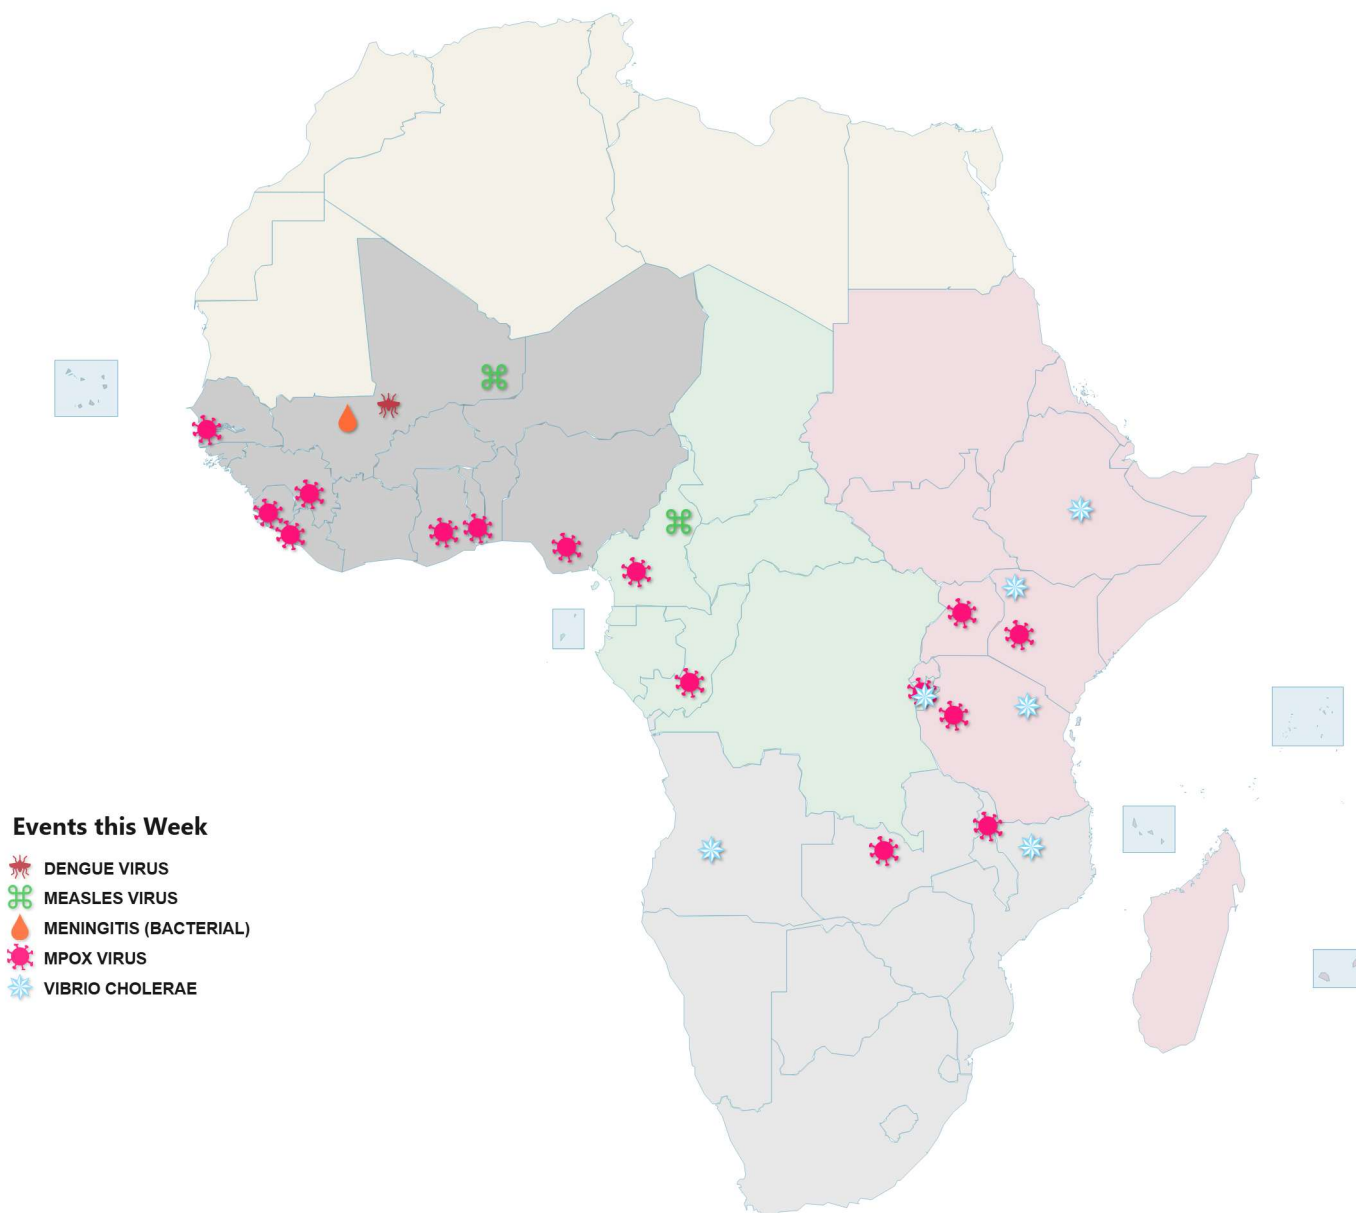 Events this Week
DENGUE VIRUS
MEASLES VIRUS
MENINGITIS (BACTERIAL)
MPOX VIRUS
VIBRIO CHOLERAE